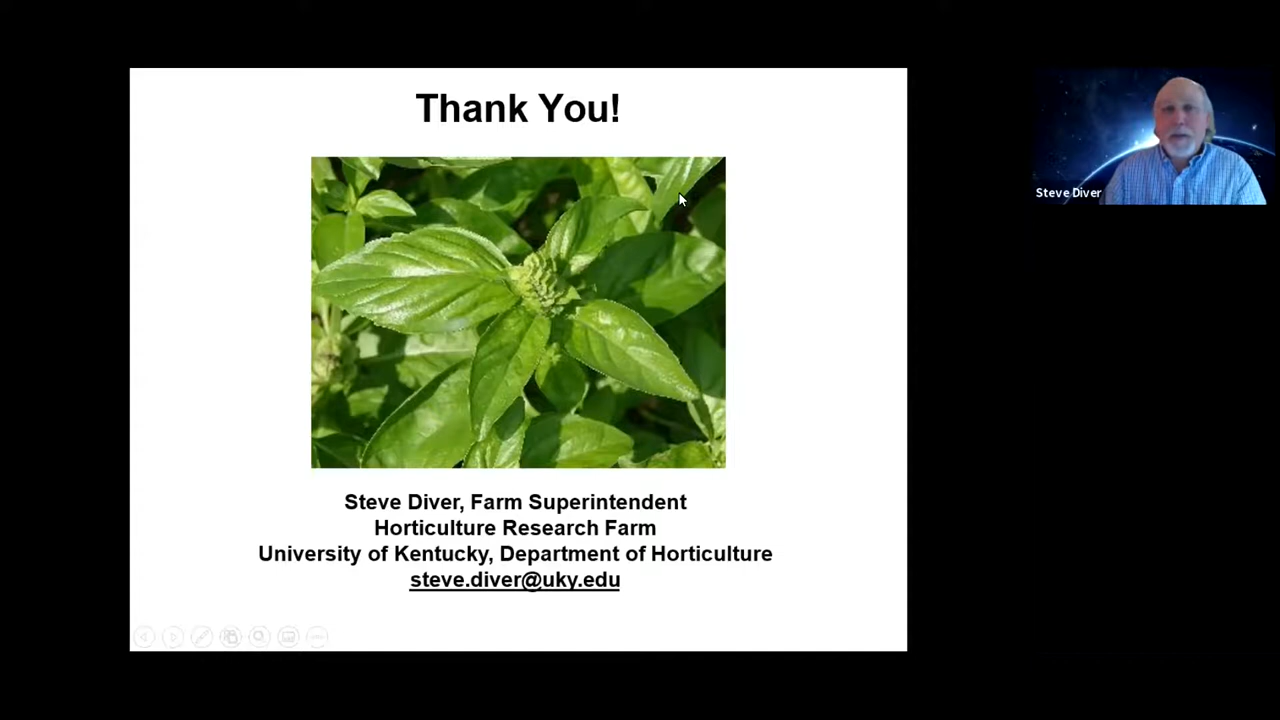 Thank You!
Steve Diver
Steve Diver, Farm Superintendent
Horticulture Research Farm
University of Kentucky, Department of Horticulture
steve.diver@uky.edu